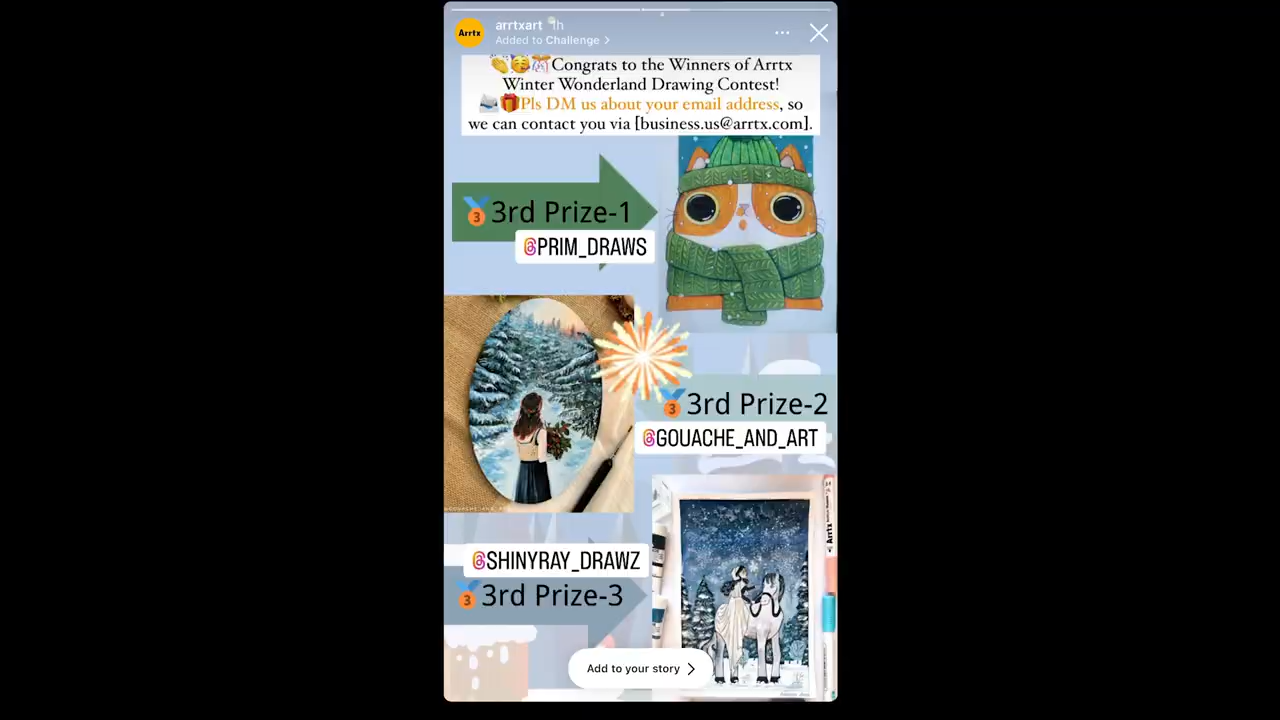 Arrtx
arrtxart 1h
Added to Challenge >
👏🥳🎊Congrats to the Winners of Arrtx
Winter Wonderland Drawing Contest!
📨🎁Pls DM us about your email address, so
we can contact you via [business.us@arrtx.com].
🥉3rd Prize-1
@PRIM_DRAWS
🥉3rd Prize-2
@GOUACHE_AND_ART
@SHINYRAY_DRAWZ
🥉3rd Prize-3
Arrtx
Add to your story >